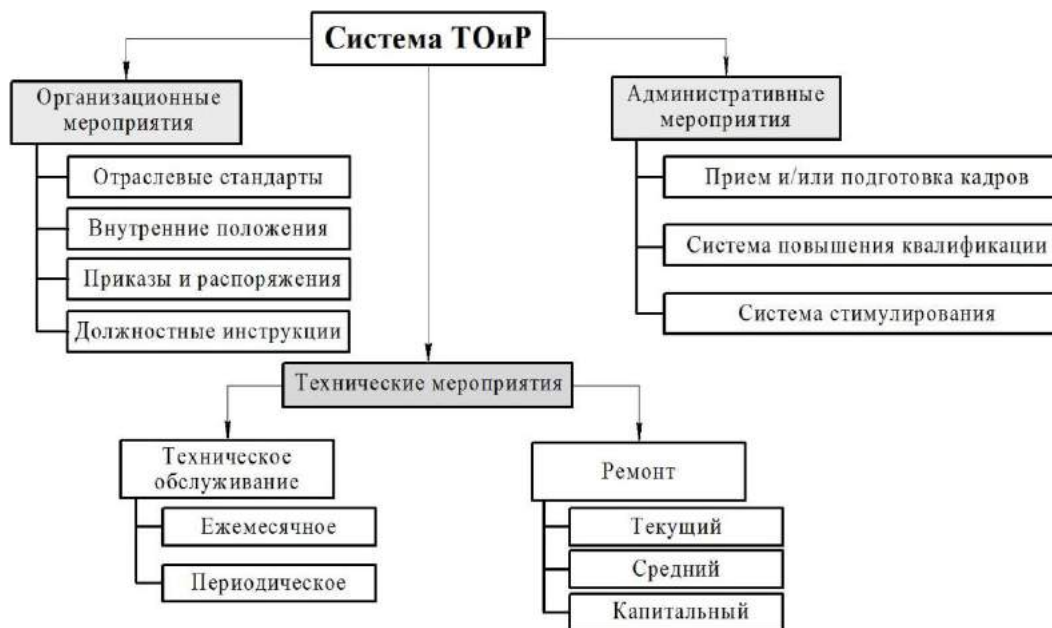 Система ТОиР
Организационные
мероприятия
Отраслевые стандарты
Внутренние положения
Приказы и распоряжения
Должностные инструкции
Административные
мероприятия
Прием и/или подготовка кадров
Система повышения квалификации
Система стимулирования
Технические мероприятия
Техническое
обслуживание
Ежемесячное
Периодическое
Ремонт
Текущий
Средний
Капитальный